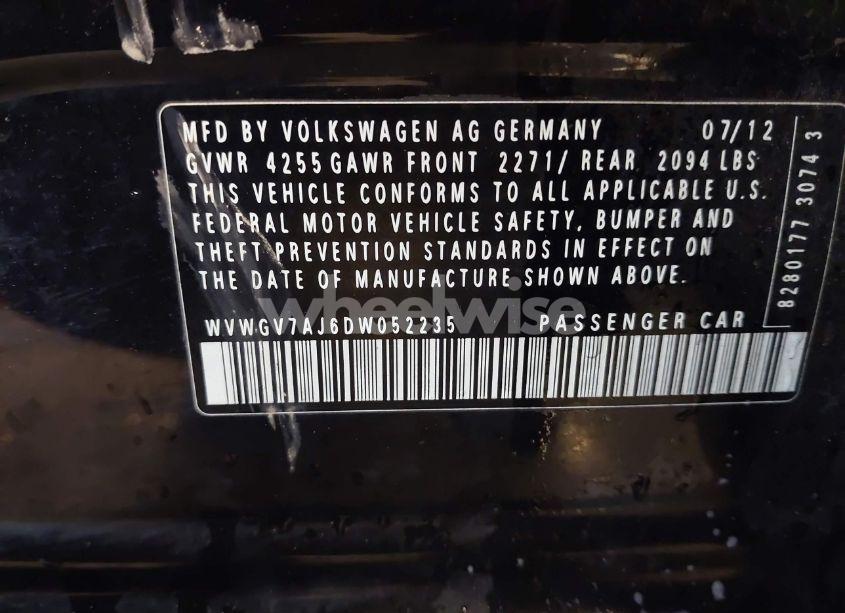 MFD BY VOLKSWAGEN AG GERMANY 07/12
GVWR 4255 GAWR FRONT 2271/ REAR 2094 LBS
THIS VEHICLE CONFORMS TO ALL APPLICABLE U.S.
FEDERAL MOTOR VEHICLE SAFETY, BUMPER AND
THEFT PREVENTION STANDARDS IN EFFECT ON
THE DATE OF MANUFACTURE SHOWN ABOVE.
WVWGV7AJ6DW052235 PASSENGER CAR
8280177 3074 3
wheelwise